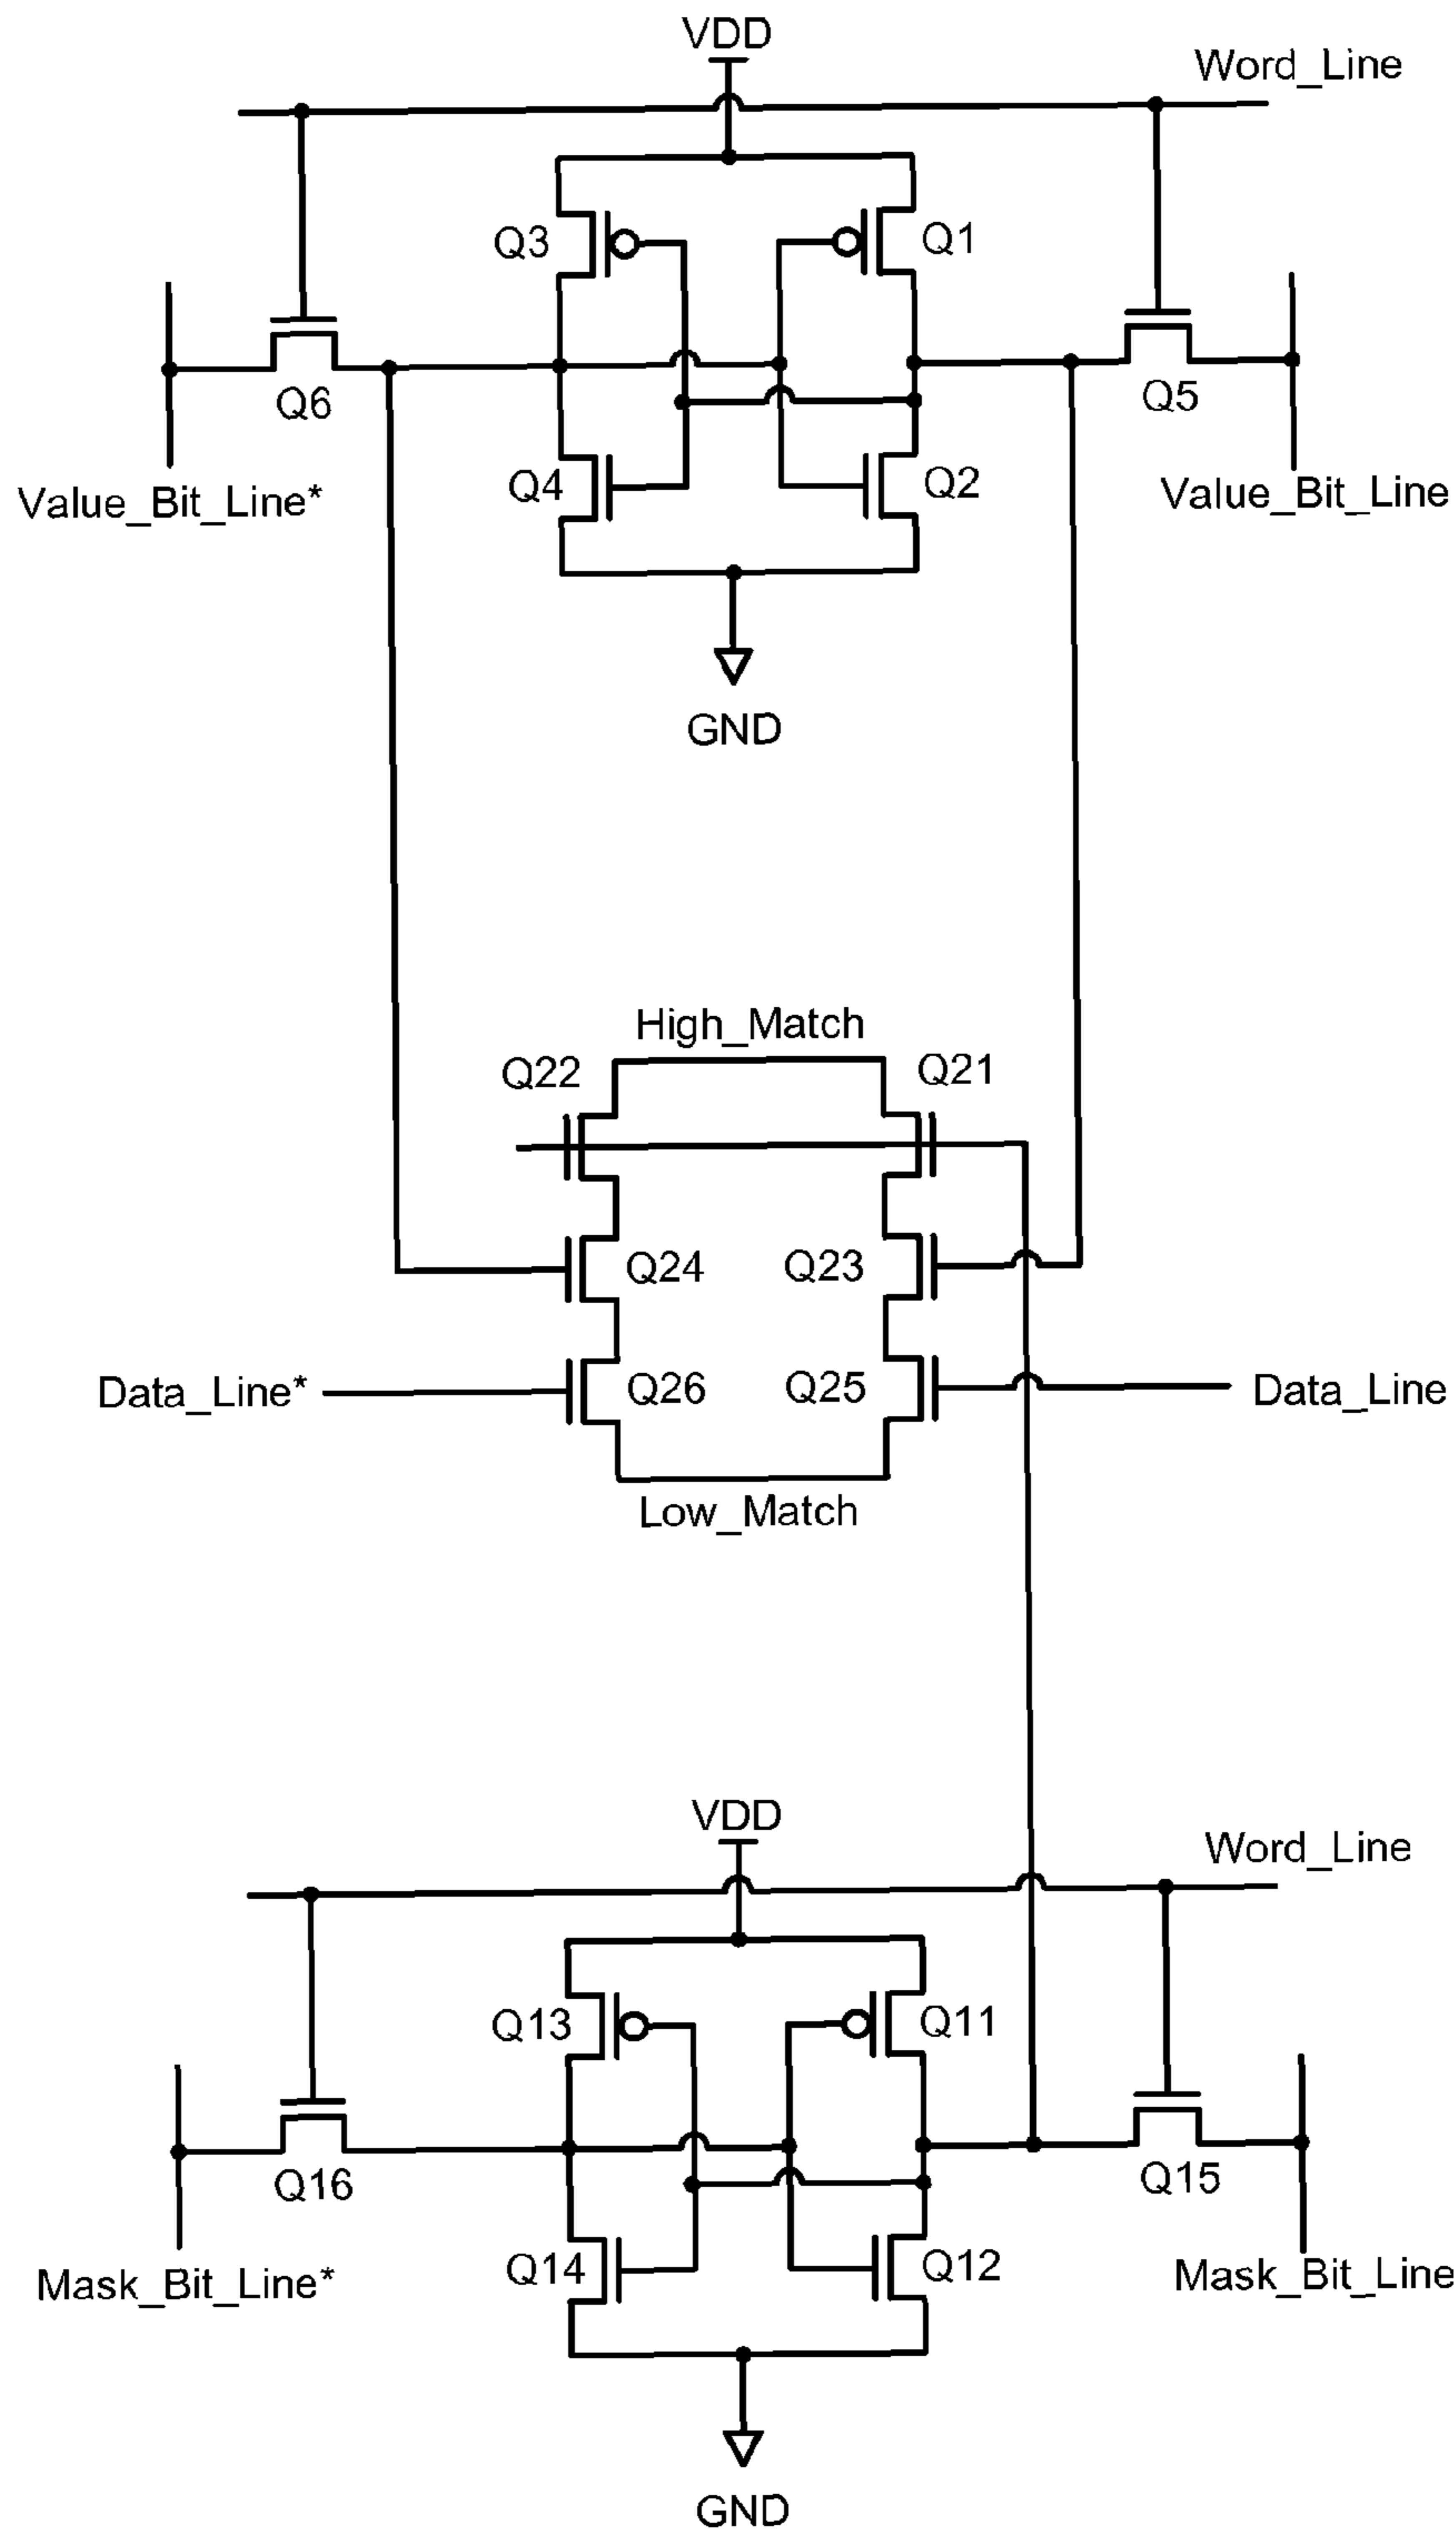 VDD
Word_Line
Q3
Q1
Q6
Q5
Q4
Q2
Value_Bit_Line*
Value_Bit_Line
GND
High_Match
Q22
Q21
Q24
Q23
Data_Line*
Q26
Q25
Data_Line
Low_Match
VDD
Word_Line
Q13
Q11
Q16
Q15
Q14
Q12
Mask_Bit_Line*
Mask_Bit_Line
GND